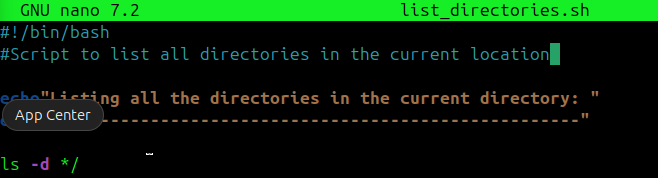 GNU nano 7.2 list_directories.sh
#!/bin/bash
#Script to list all directories in the current location
echo"Listing all the directories in the current directory: "
App Center
-----------------------------------------------------"
ls -d */